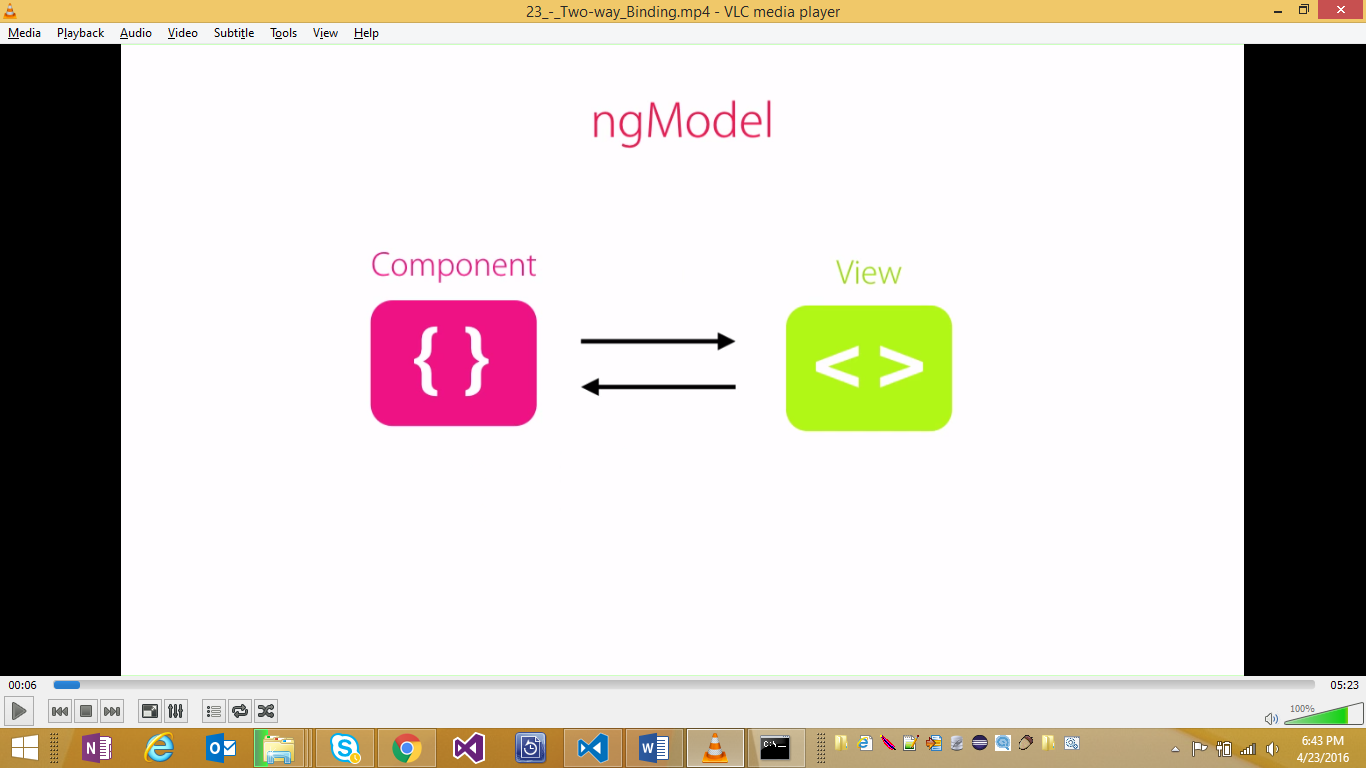 23_-_Two-way_Binding.mp4 - VLC media player
Media Playback Audio Video Subtitle Tools View Help
ngModel
Component
View
{ }
< >
00:06
05:23
100%
N
S
W
C:\_
6:43 PM
4/23/2016